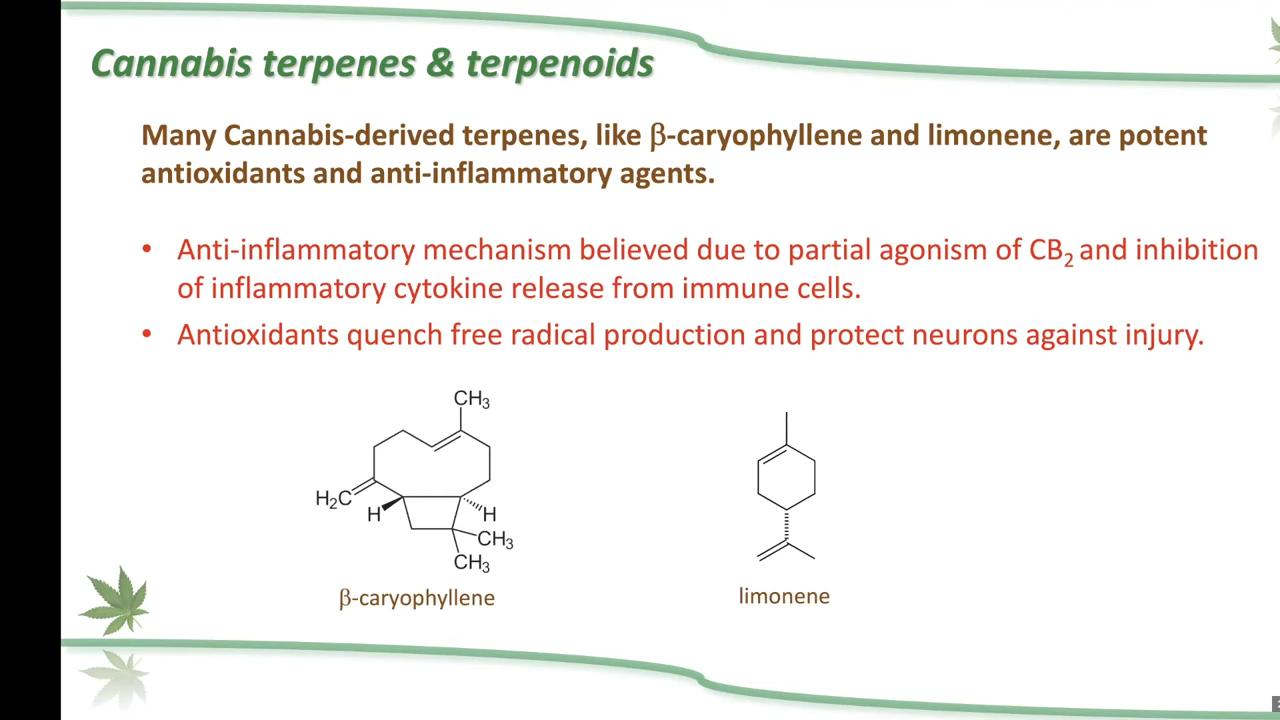 Cannabis terpenes & terpenoids
Many Cannabis-derived terpenes, like β-caryophyllene and limonene, are potent
antioxidants and anti-inflammatory agents.
• Anti-inflammatory mechanism believed due to partial agonism of CB₂ and inhibition
of inflammatory cytokine release from immune cells.
• Antioxidants quench free radical production and protect neurons against injury.
CH₃
H₂C
H
H
CH₃
CH₃
β-caryophyllene
limonene